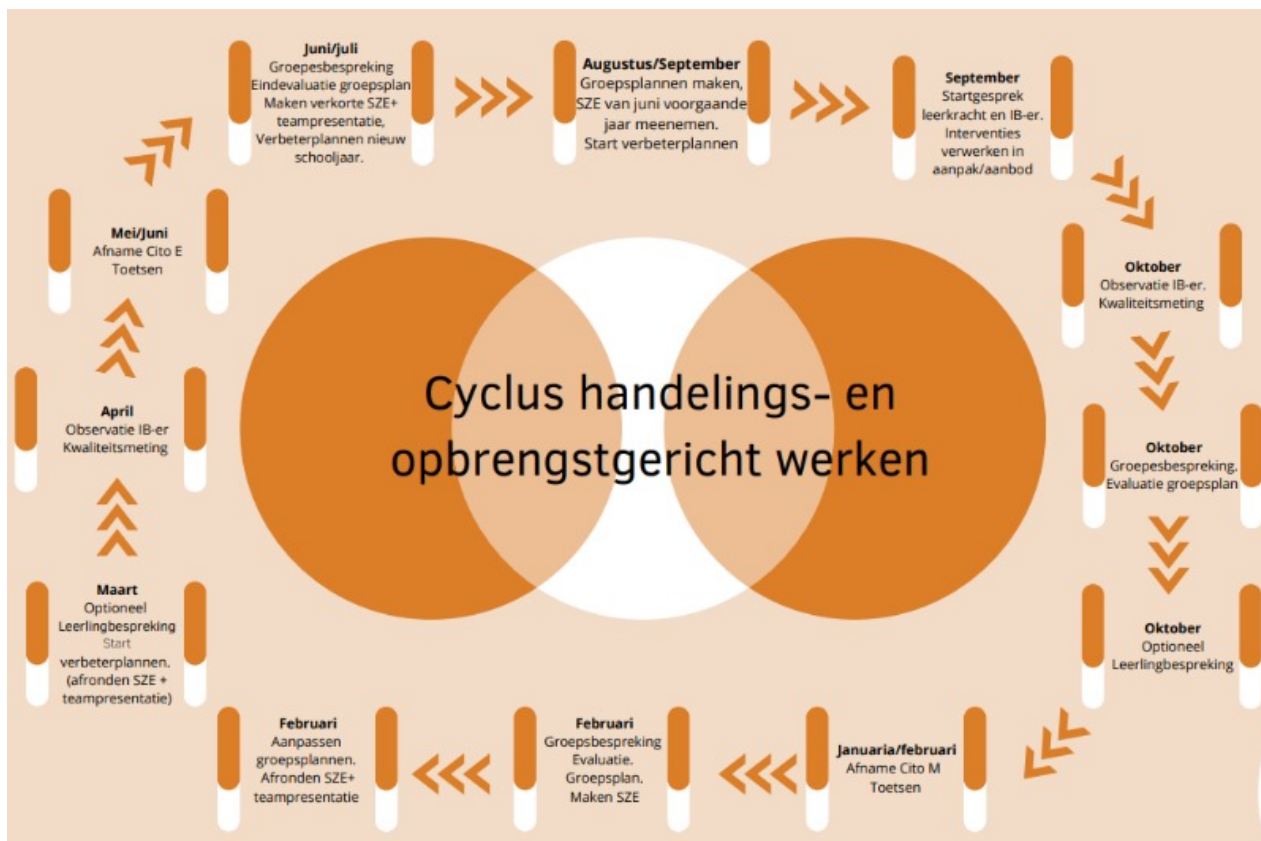 Juni/juli
Groepesbespreking
Eindevaluatie groepsplan
Maken verkorte SZE+
teampresentatie,
Verbeterplannen nieuw
schooljaar.
Augustus/September
Groepsplannen maken,
SZE van juni voorgaande
jaar meenemen.
Start verbeterplannen
September
Startgesprek
leerkracht en IB-er.
Interventies
verwerken in
aanpak/aanbod
Oktober
Observatie IB-er.
Kwaliteitsmeting
Oktober
Groepesbespreking.
Evaluatie groepsplan
Oktober
Optioneel
Leerlingbespreking
Januaria/februari
Afname Cito M
Toetsen
Februari
Groepsbespreking
Evaluatie.
Groepsplan.
Maken SZE
Februari
Aanpassen
groepsplannen.
Afronden SZE+
teampresentatie
Maart
Optioneel
Leerlingbespreking
Start
verbeterplannen.
(afronden SZE +
teampresentatie)
April
Observatie IB-er
Kwaliteitsmeting
Mei/Juni
Afname Cito E
Toetsen
Cyclus handelings- en
opbrengstgericht werken